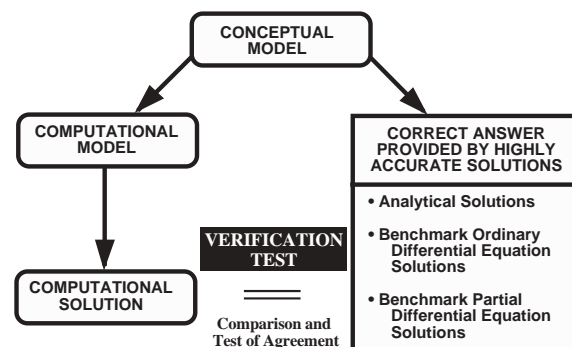 CONCEPTUAL
MODEL
COMPUTATIONAL
MODEL
COMPUTATIONAL
SOLUTION
VERIFICATION
TEST
Comparison and
Test of Agreement
CORRECT ANSWER
PROVIDED BY HIGHLY
ACCURATE SOLUTIONS
• Analytical Solutions
• Benchmark Ordinary
Differential Equation
Solutions
• Benchmark Partial
Differential Equation
Solutions